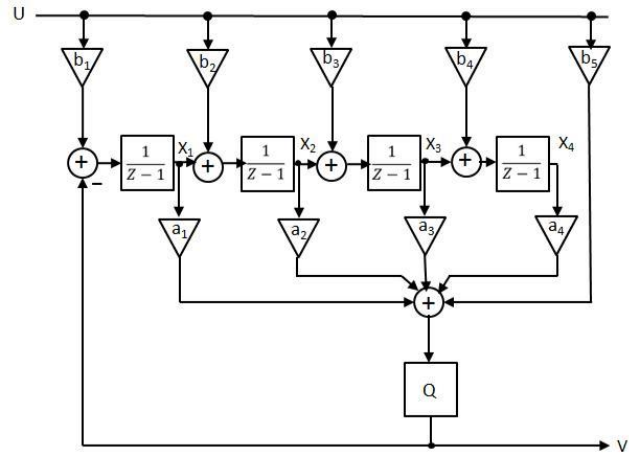 U
b₁ b₂ b₃ b₄ b₅
X₁ X₂ X₃ X₄
+ 1/(Z − 1) + 1/(Z − 1) + 1/(Z − 1) + 1/(Z − 1)
−
a₁ a₂ a₃ a₄
+
Q
V